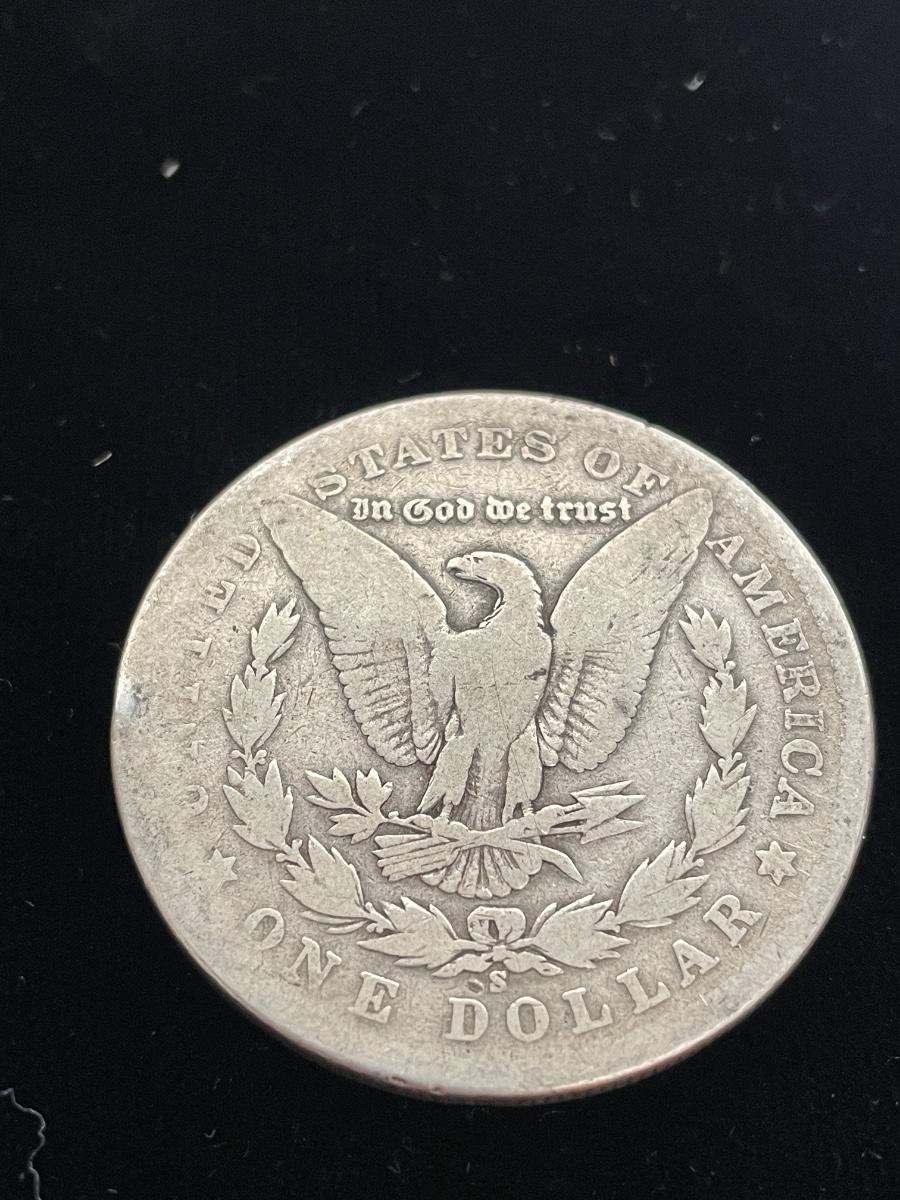 UNITED STATES OF AMERICA
In God we trust
S
ONE DOLLAR